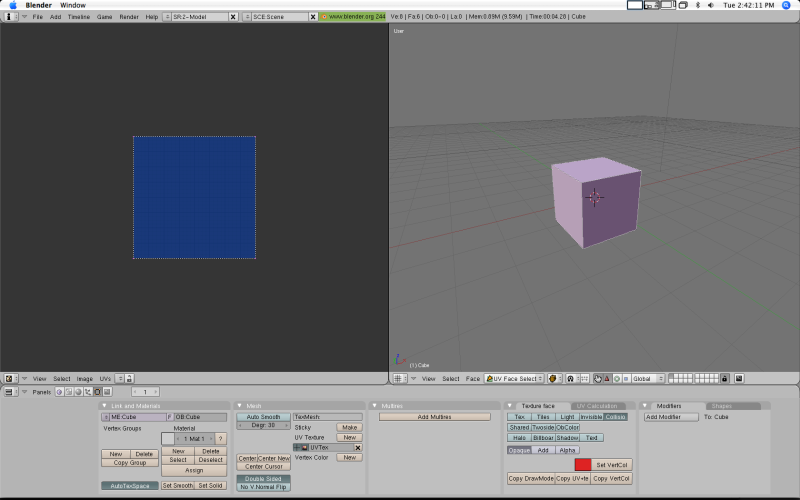 Blender Window Tue 2:42:11 PM
File Add Timeline Game Render Help SR:2-Model SCE:Scene www.blender.org 244 Ve:8 | Fa:6 | Ob:0-0 | La:0 | Mem:0.89M (9.59M) | Time:00:04.28 | Cube
User
(1) Cube
View Select Image UVs
View Select Face UV Face Select Global
Panels 1
Link and Materials
ME:Cube F OB:Cube
Vertex Groups Material
1 Mat 1 ?
New Delete New Delete
Copy Group Select Deselect
Assign
AutoTexSpace Set Smooth Set Solid
Mesh
Auto Smooth TexMesh:
Degr: 30 Sticky Make
UV Texture New
UVTex
Center Center New Vertex Color New
Center Cursor
Double Sided
No V.Normal Flip
Multires
Add Multires
Texture face UV Calculation
Tex Tiles Light Invisible Collision
Shared Twoside ObColor
Halo Billboard Shadow Text
Opaque Add Alpha
Set VertCol
Copy DrawMode Copy UV+te Copy VertCol
Modifiers Shapes
Add Modifier To: Cube